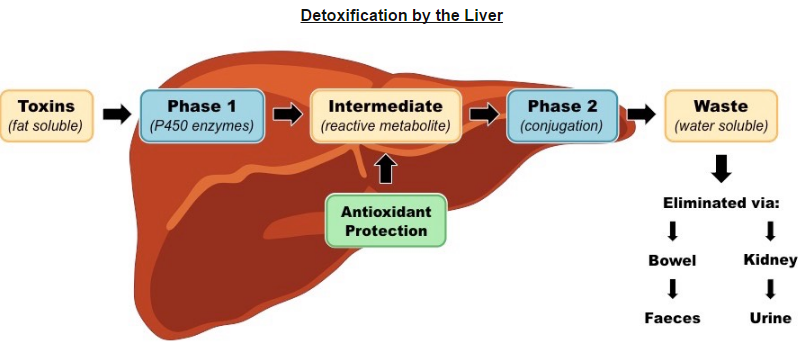 Detoxification by the Liver
Toxins
(fat soluble)
Phase 1
(P450 enzymes)
Intermediate
(reactive metabolite)
Phase 2
(conjugation)
Waste
(water soluble)
Antioxidant
Protection
Eliminated via:
Bowel
Kidney
Faeces
Urine